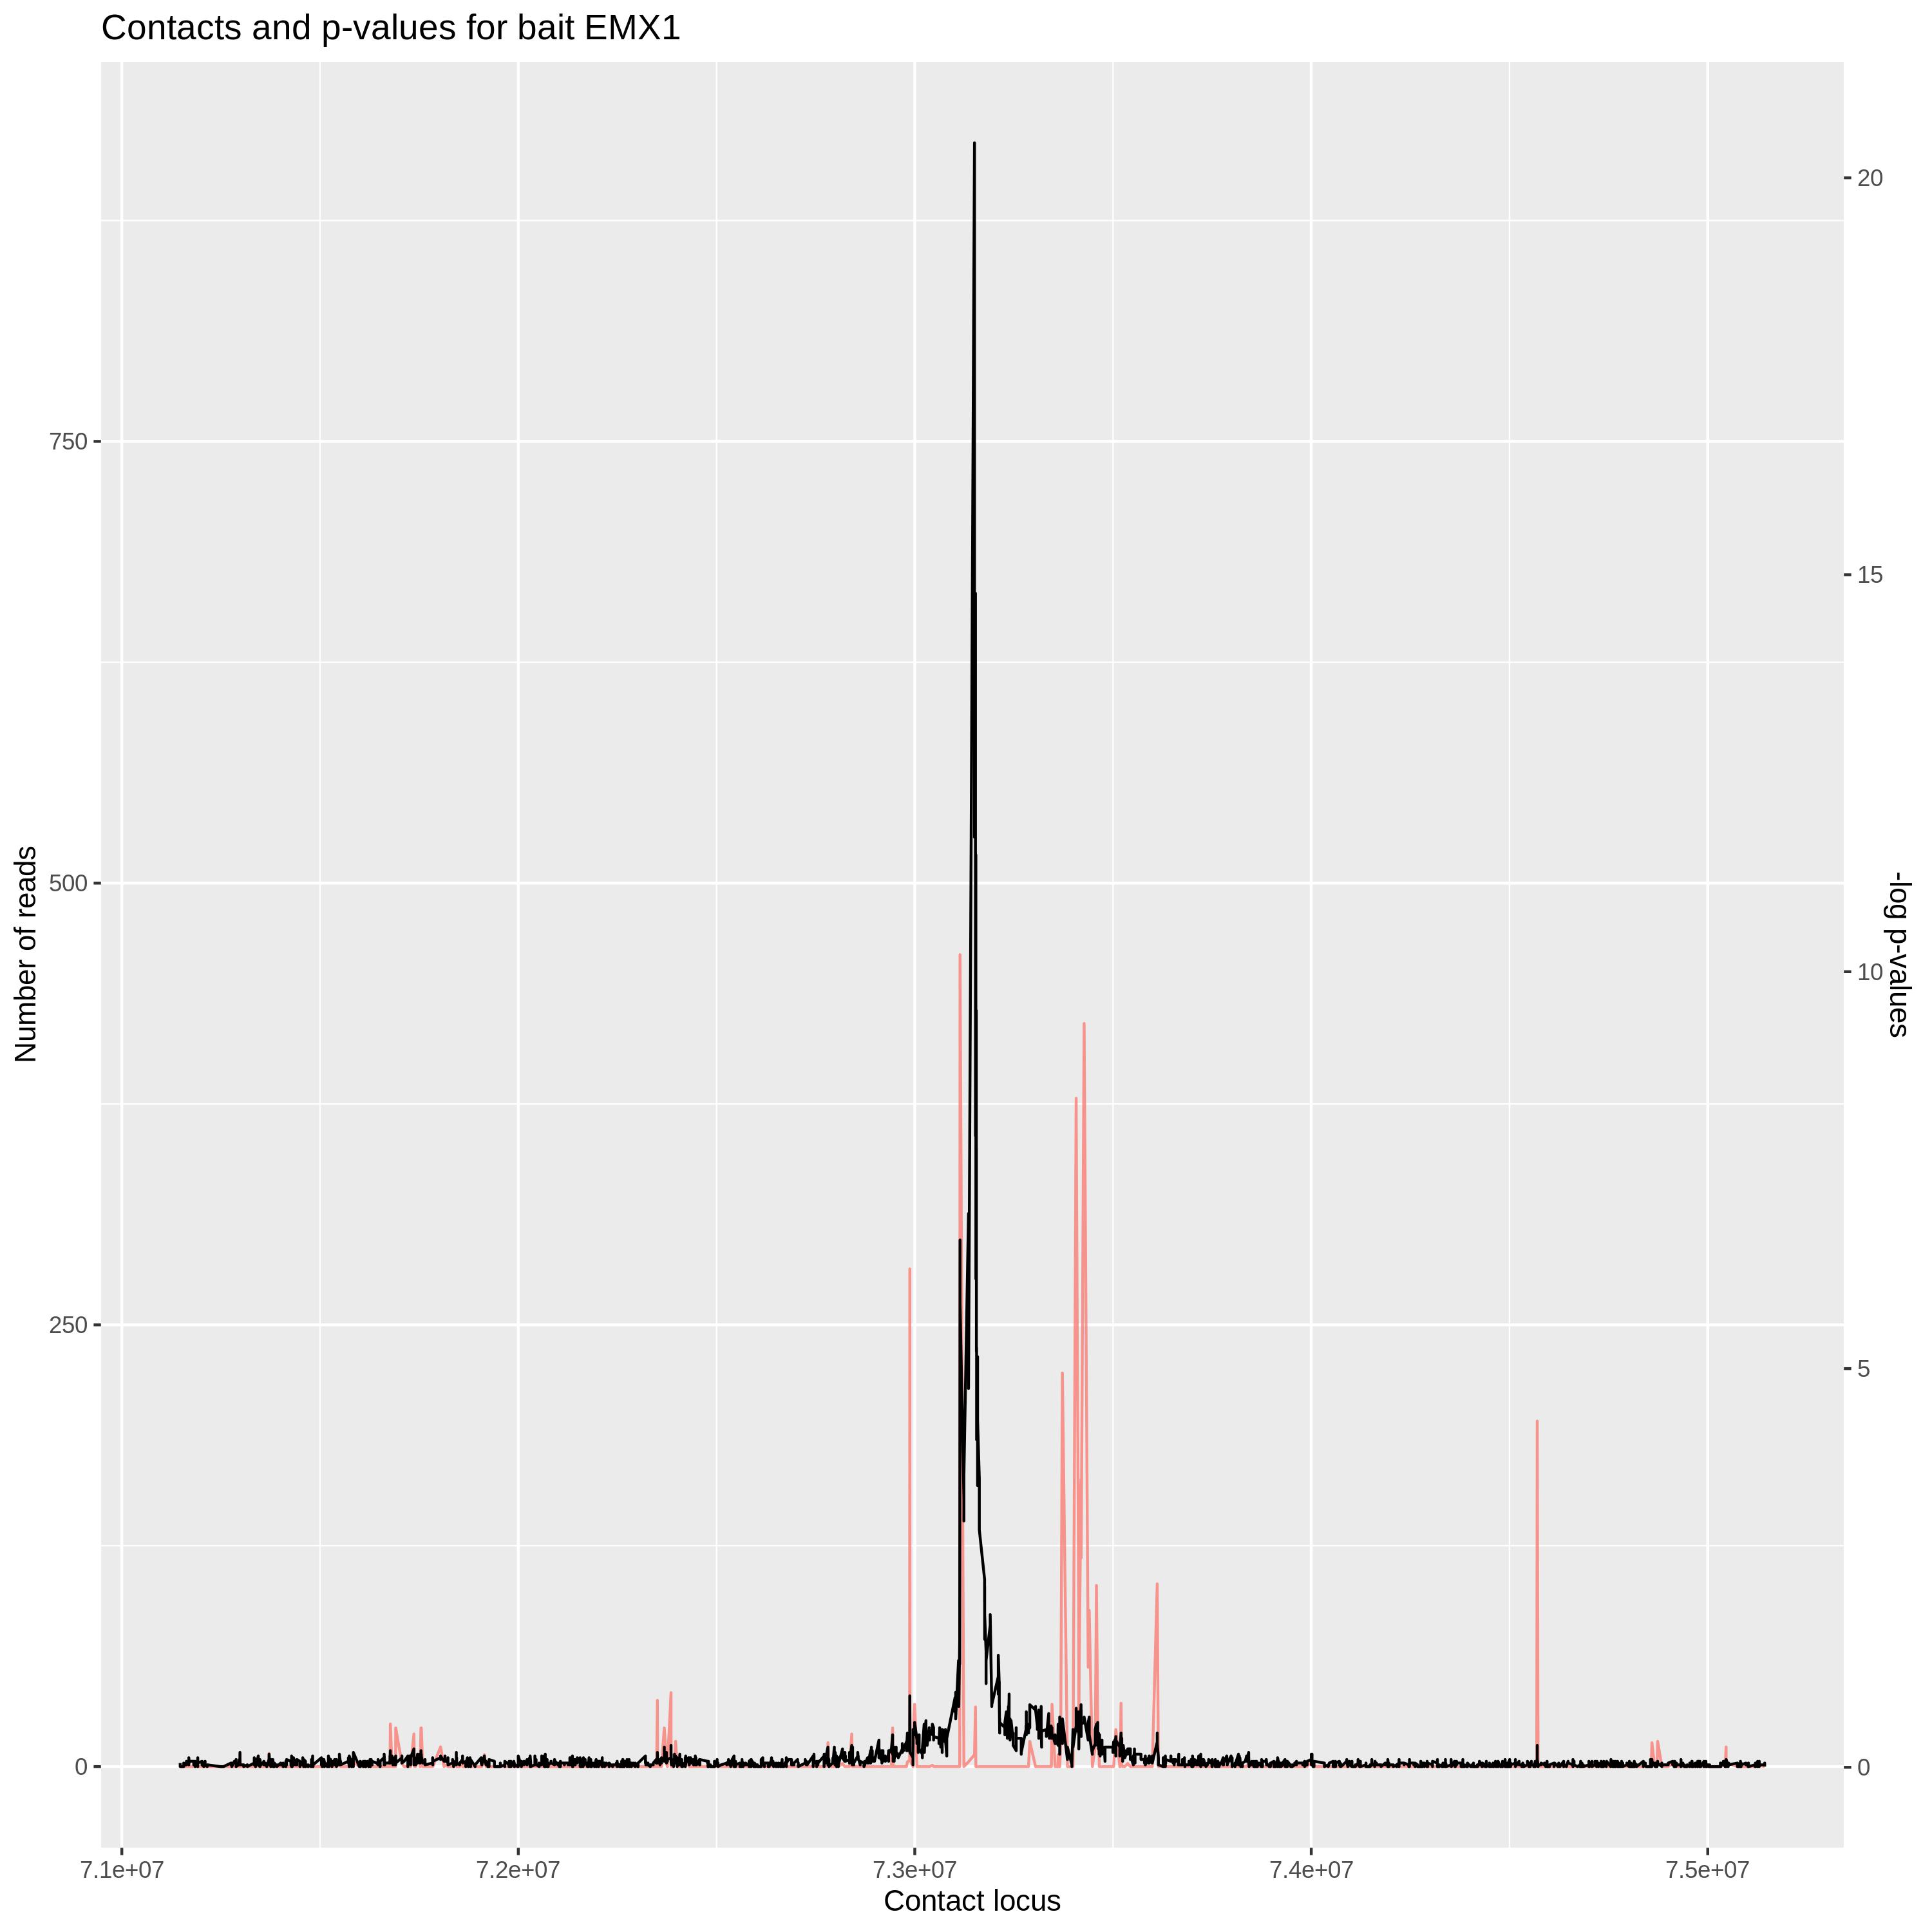 Contacts and p-values for bait EMX1
Number of reads
750
500
250
0
20
15
10
5
0
-log p-values
7.1e+07
7.2e+07
7.3e+07
7.4e+07
7.5e+07
Contact locus